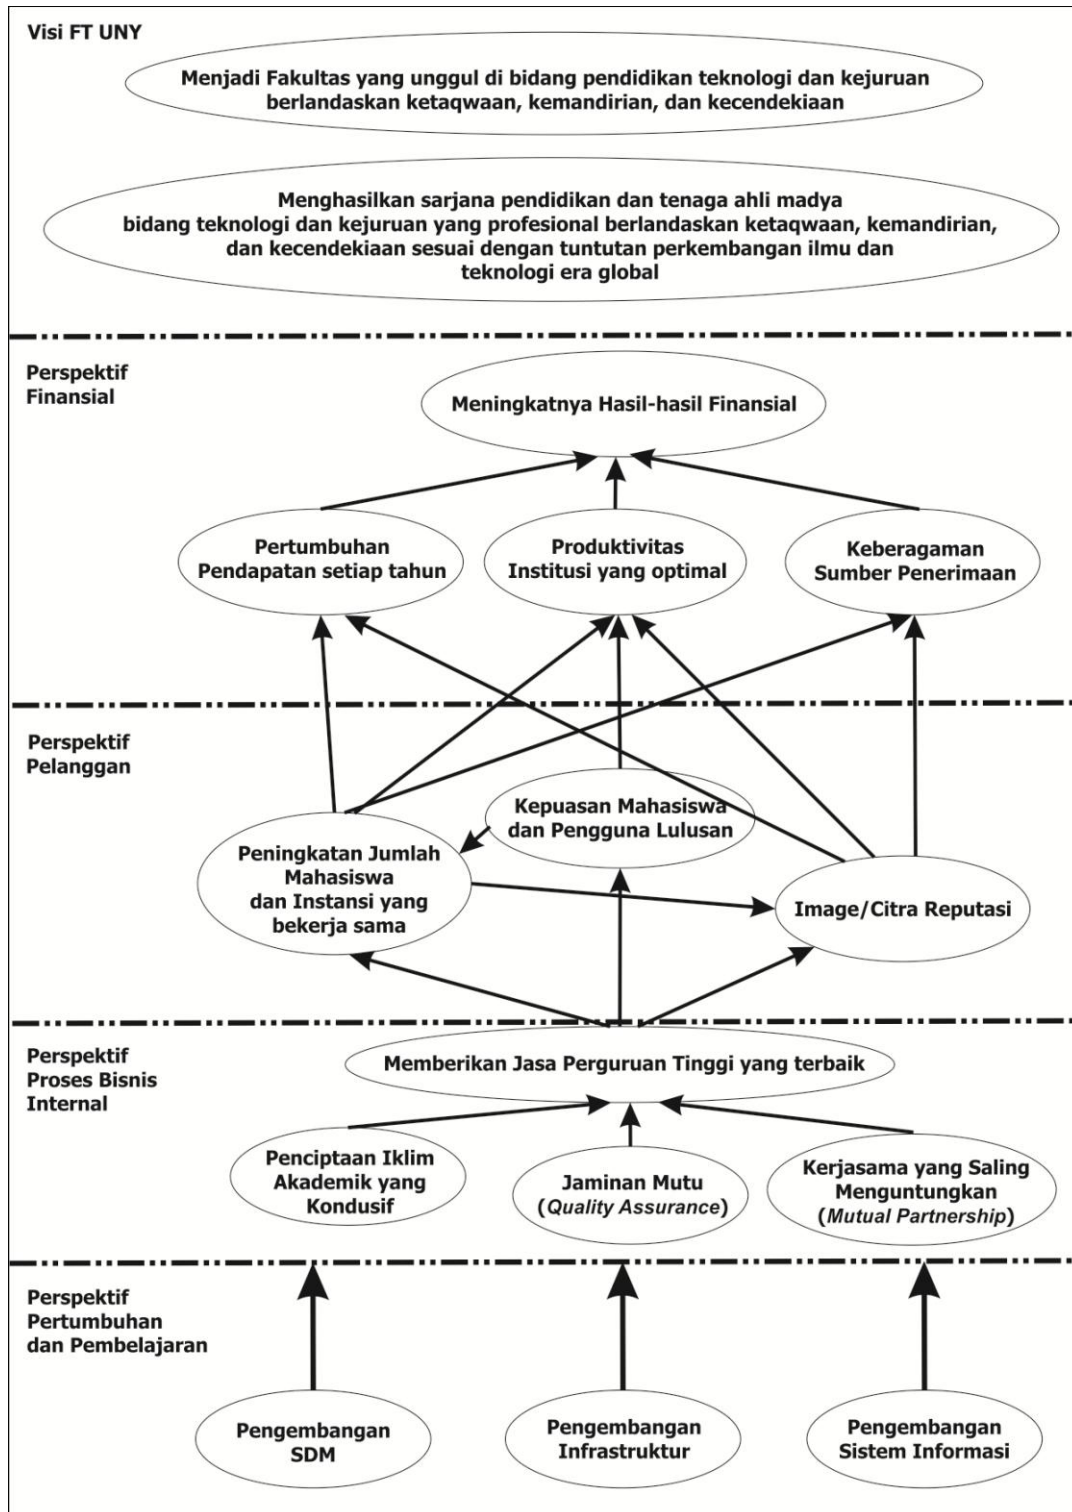 Visi FT UNY
Menjadi Fakultas yang unggul di bidang pendidikan teknologi dan kejuruan
berlandaskan ketaqwaan, kemandirian, dan kecendekiaan
Menghasilkan sarjana pendidikan dan tenaga ahli madya
bidang teknologi dan kejuruan yang profesional berlandaskan ketaqwaan, kemandirian,
dan kecendekiaan sesuai dengan tuntutan perkembangan ilmu dan
teknologi era global
Perspektif
Finansial
Meningkatnya Hasil-hasil Finansial
Pertumbuhan
Pendapatan setiap tahun
Produktivitas
Institusi yang optimal
Keberagaman
Sumber Penerimaan
Perspektif
Pelanggan
Kepuasan Mahasiswa
dan Pengguna Lulusan
Peningkatan Jumlah
Mahasiswa
dan Instansi yang
bekerja sama
Image/Citra Reputasi
Perspektif
Proses Bisnis
Internal
Memberikan Jasa Perguruan Tinggi yang terbaik
Penciptaan Iklim
Akademik yang
Kondusif
Jaminan Mutu
(Quality Assurance)
Kerjasama yang Saling
Menguntungkan
(Mutual Partnership)
Perspektif
Pertumbuhan
dan Pembelajaran
Pengembangan
SDM
Pengembangan
Infrastruktur
Pengembangan
Sistem Informasi